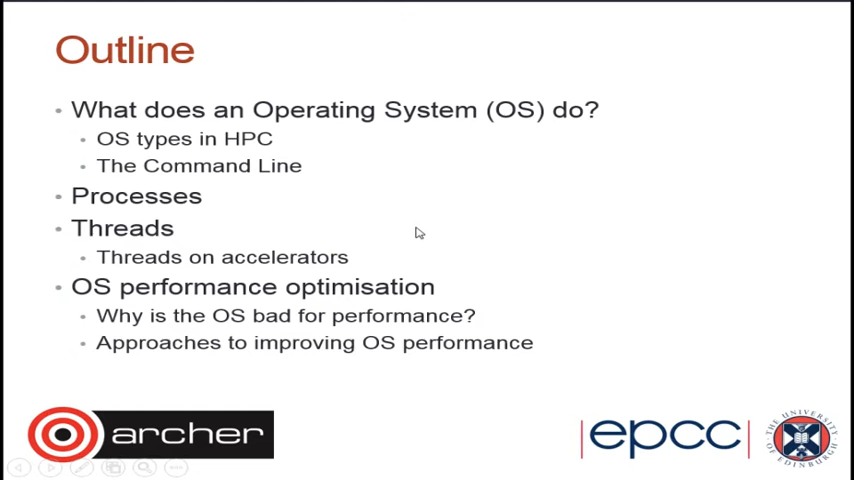 Outline
• What does an Operating System (OS) do?
• OS types in HPC
• The Command Line
• Processes
• Threads
• Threads on accelerators
• OS performance optimisation
• Why is the OS bad for performance?
• Approaches to improving OS performance
archer
|epcc|
THE UNIVERSITY OF EDINBURGH